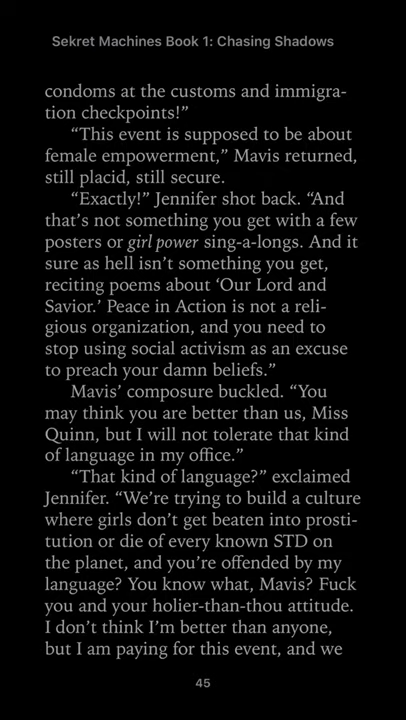 Sekret Machines Book 1: Chasing Shadows
condoms at the customs and immigra-
tion checkpoints!”
“This event is supposed to be about
female empowerment,” Mavis returned,
still placid, still secure.
“Exactly!” Jennifer shot back. “And
that’s not something you get with a few
posters or girl power sing-a-longs. And it
sure as hell isn’t something you get,
reciting poems about ‘Our Lord and
Savior.’ Peace in Action is not a reli-
gious organization, and you need to
stop using social activism as an excuse
to preach your damn beliefs.”
Mavis’ composure buckled. “You
may think you are better than us, Miss
Quinn, but I will not tolerate that kind
of language in my office.”
“That kind of language?” exclaimed
Jennifer. “We’re trying to build a culture
where girls don’t get beaten into prosti-
tution or die of every known STD on
the planet, and you’re offended by my
language? You know what, Mavis? Fuck
you and your holier-than-thou attitude.
I don’t think I’m better than anyone,
but I am paying for this event, and we
45